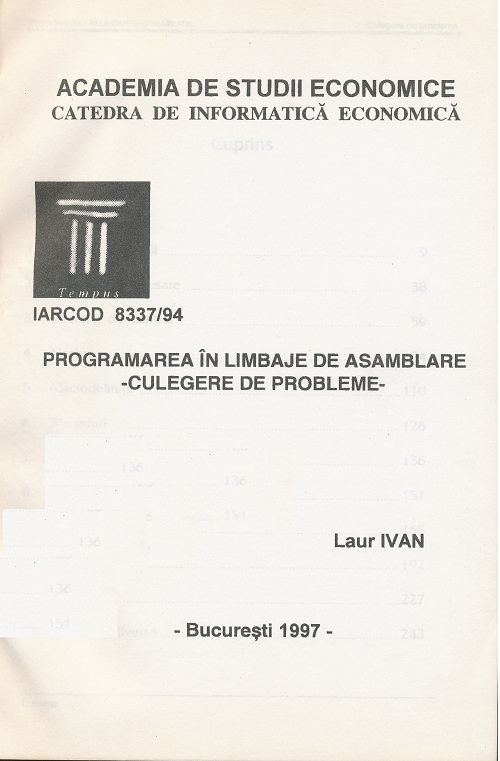 ACADEMIA DE STUDII ECONOMICE
CATEDRA DE INFORMATICĂ ECONOMICĂ
Cuprins
Tempus
IARCOD 8337/94
PROGRAMAREA ÎN LIMBAJE DE ASAMBLARE
-CULEGERE DE PROBLEME-
Laur IVAN
- Bucureşti 1997 -